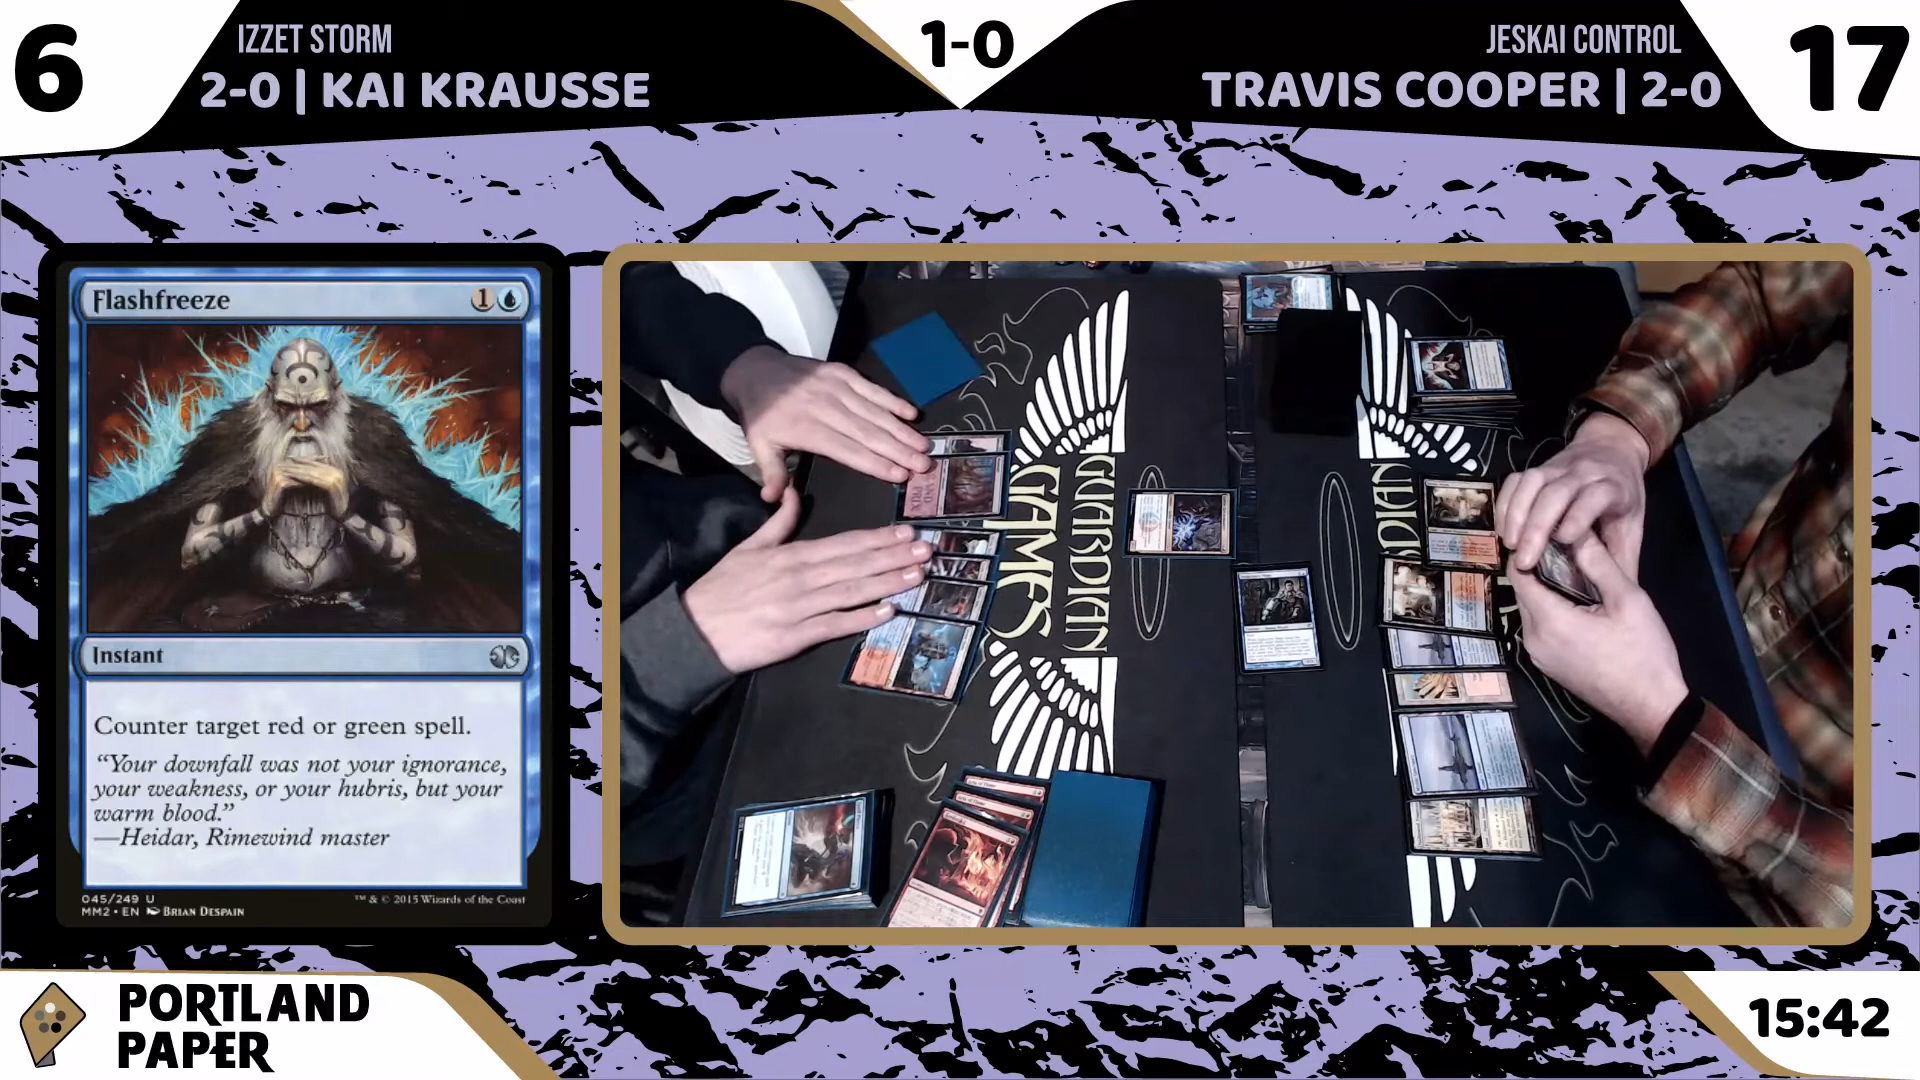 6
IZZET STORM
2-0 | KAI KRAUSSE
1-0
JESKAI CONTROL
TRAVIS COOPER | 2-0
17
Flashfreeze
1
Instant
Counter target red or green spell.
“Your downfall was not your ignorance,
your weakness, or your hubris, but your
warm blood.”
—Heidar, Rimewind master
045/249 U
MM2 • EN BRIAN DESPAIN
™ & © 2015 Wizards of the Coast
GUARDIAN
GAMES
DIAN
PORTLAND
PAPER
15:42